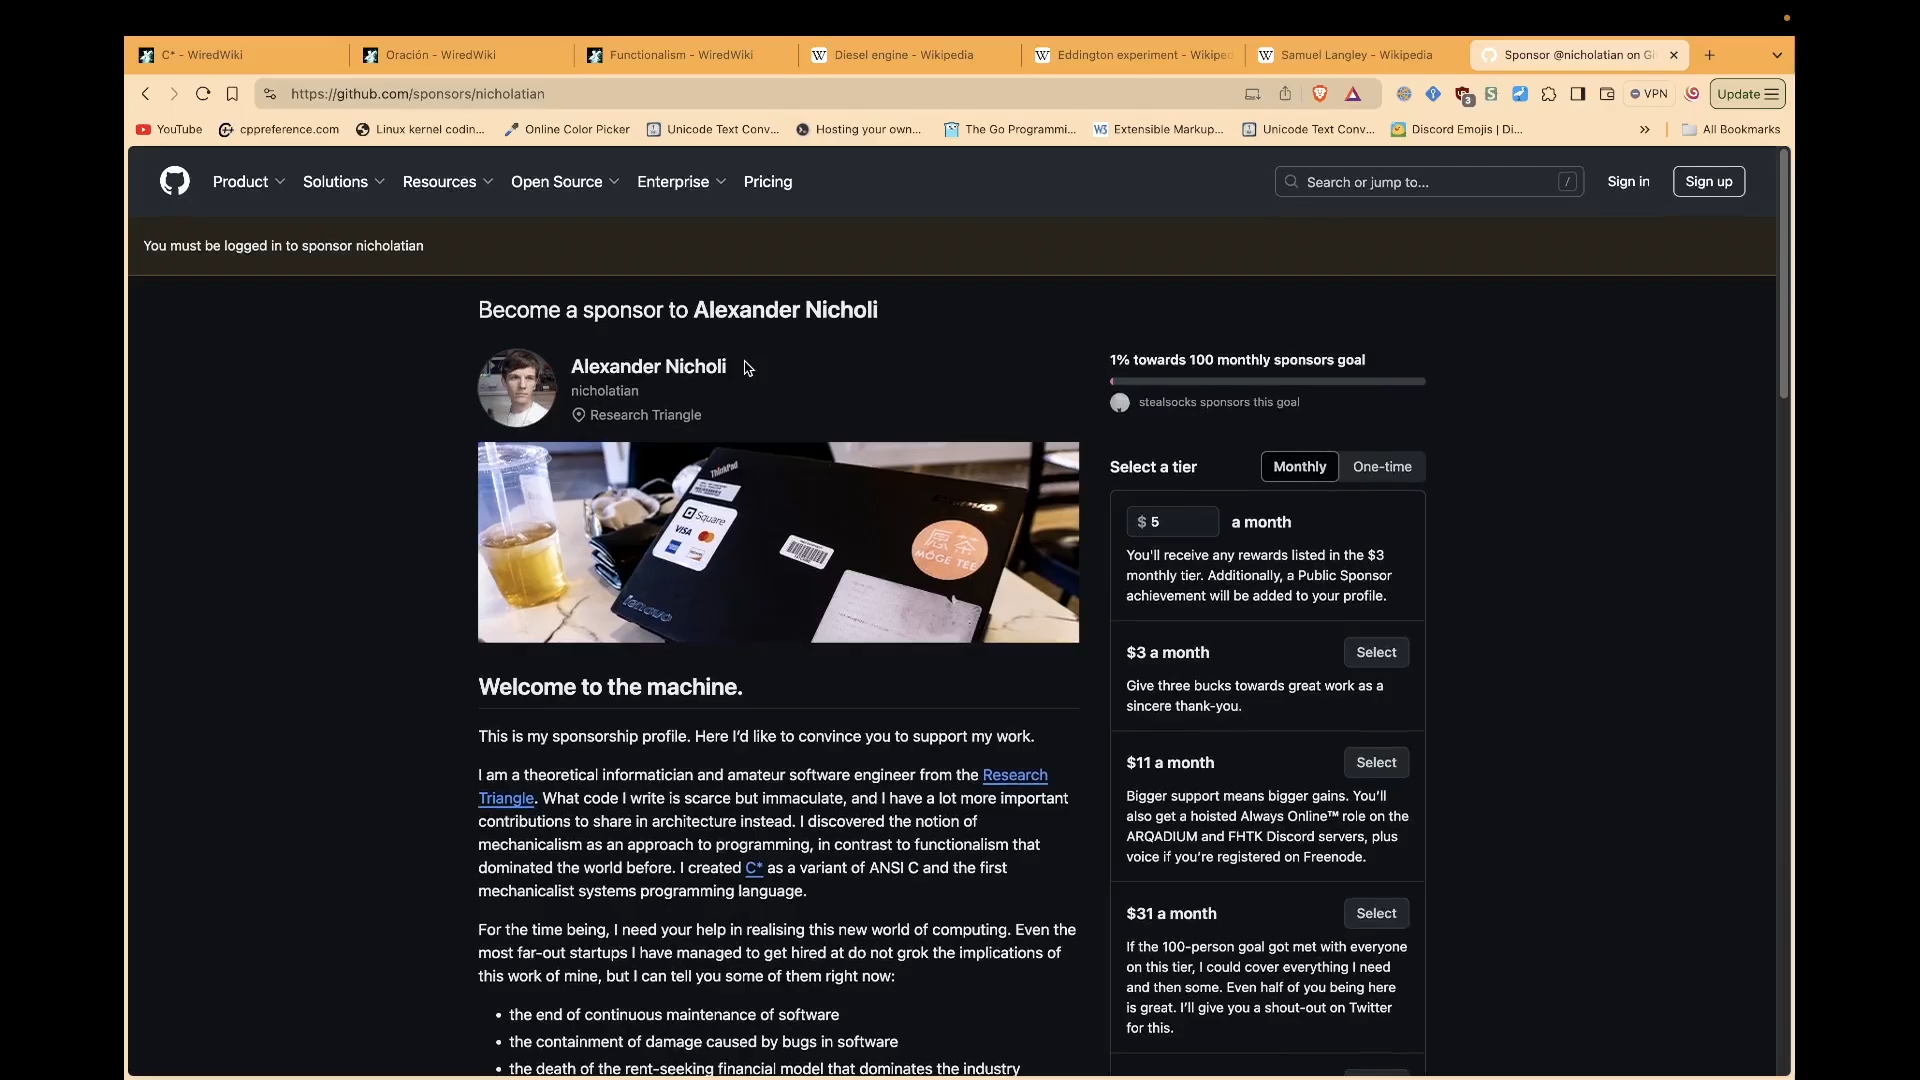 C* - WiredWiki
Oración - WiredWiki
Functionalism - WiredWiki
Diesel engine - Wikipedia
Eddington experiment - Wikiped
Samuel Langley - Wikipedia
Sponsor @nicholatian on Gi
https://github.com/sponsors/nicholatian
3
VPN
Update
YouTube
cppreference.com
Linux kernel codin...
Online Color Picker
Unicode Text Conv...
Hosting your own...
The Go Programmi...
Extensible Markup...
Unicode Text Conv...
Discord Emojis | Di...
All Bookmarks
Product
Solutions
Resources
Open Source
Enterprise
Pricing
Search or jump to...
/
Sign in
Sign up
You must be logged in to sponsor nicholatian
Become a sponsor to Alexander Nicholi
Alexander Nicholi
nicholatian
Research Triangle
ThinkPad
Square
VISA
愿茶
MÓGE TEE
lenovo
Welcome to the machine.
This is my sponsorship profile. Here I'd like to convince you to support my work.
I am a theoretical informatician and amateur software engineer from the Research
Triangle. What code I write is scarce but immaculate, and I have a lot more important
contributions to share in architecture instead. I discovered the notion of
mechanicalism as an approach to programming, in contrast to functionalism that
dominated the world before. I created C* as a variant of ANSI C and the first
mechanicalist systems programming language.
For the time being, I need your help in realising this new world of computing. Even the
most far-out startups I have managed to get hired at do not grok the implications of
this work of mine, but I can tell you some of them right now:
• the end of continuous maintenance of software
• the containment of damage caused by bugs in software
• the death of the rent-seeking financial model that dominates the industry
1% towards 100 monthly sponsors goal
stealsocks sponsors this goal
Select a tier
Monthly
One-time
$ 5 a month
You'll receive any rewards listed in the $3
monthly tier. Additionally, a Public Sponsor
achievement will be added to your profile.
$3 a month
Select
Give three bucks towards great work as a
sincere thank-you.
$11 a month
Select
Bigger support means bigger gains. You'll
also get a hoisted Always Online™ role on the
ARQADIUM and FHTK Discord servers, plus
voice if you're registered on Freenode.
$31 a month
Select
If the 100-person goal got met with everyone
on this tier, I could cover everything I need
and then some. Even half of you being here
is great. I'll give you a shout-out on Twitter
for this.